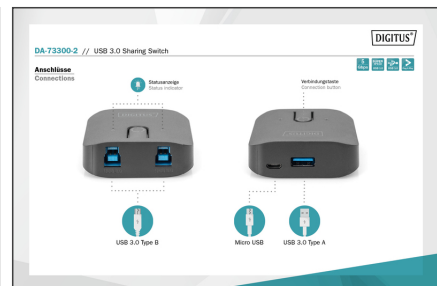 DIGITUS®
DA-73300-2 // USB 3.0 Sharing Switch
Anschlüsse
Connections
Statusanzeige
Status indicator
Verbindungstaste
Connection button
DIGITUS
USB 3.0 Type B
Micro USB
USB 3.0 Type A